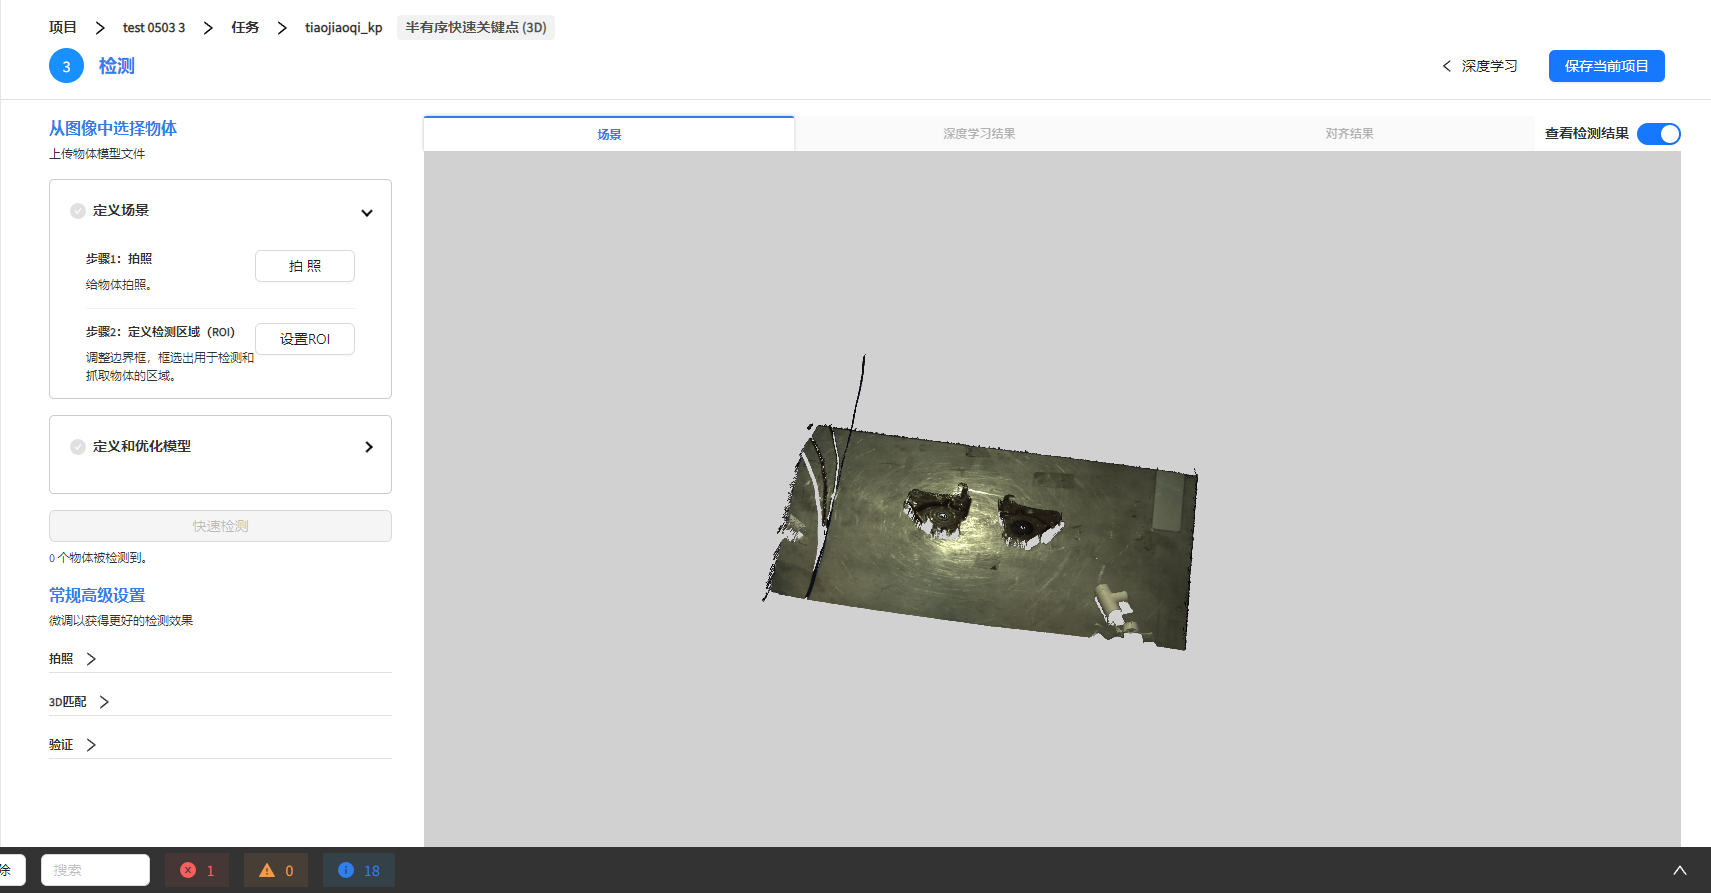 项目 > test 0503 3 > 任务 > tiaojiaoqi_kp 半有序快速关键点 (3D)
3 检测
< 深度学习 保存当前项目
从图像中选择物体
上传物体模型文件
场景 深度学习结果 对齐结果 查看检测结果
定义场景
步骤1：拍照
拍 照
给物体拍照。
步骤2：定义检测区域（ROI）
设置ROI
调整边界框，框选出用于检测和
抓取物体的区域。
定义和优化模型
快速检测
0 个物体被检测到。
常规高级设置
微调以获得更好的检测效果
拍照
3D匹配
验证
除 搜索 1 0 18